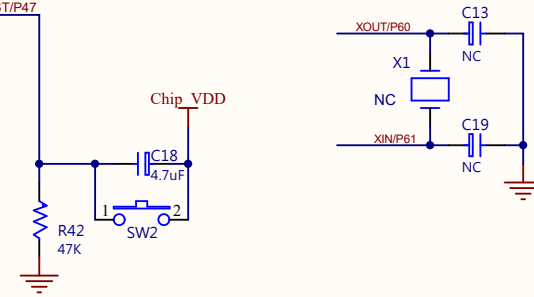 ST/P47
Chip_VDD
C18
4.7uF
1
2
SW2
R42
47K
XOUT/P60
C13
NC
X1
NC
XIN/P61
C19
NC